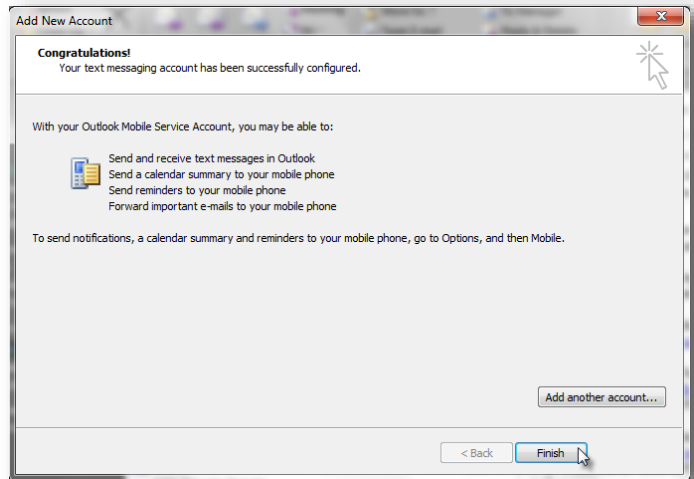 Add New Account
Congratulations!
Your text messaging account has been successfully configured.
With your Outlook Mobile Service Account, you may be able to:
Send and receive text messages in Outlook
Send a calendar summary to your mobile phone
Send reminders to your mobile phone
Forward important e-mails to your mobile phone
To send notifications, a calendar summary and reminders to your mobile phone, go to Options, and then Mobile.
Add another account...
< Back
Finish